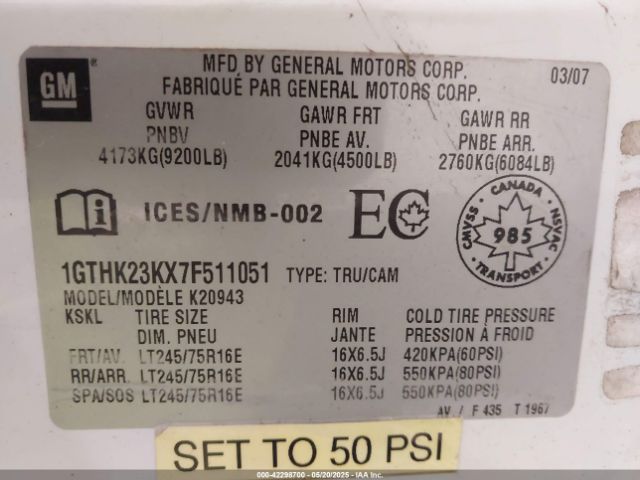 GM
MFD BY GENERAL MOTORS CORP.
FABRIQUÉ PAR GENERAL MOTORS CORP.
03/07
GVWR GAWR FRT GAWR RR
PNBV PNBE AV. PNBE ARR.
4173KG(9200LB) 2041KG(4500LB) 2760KG(6084LB)
ICES/NMB-002 EC
CANADA CMVSS NSVAC TRANSPORT 985
1GTHK23KX7F511051 TYPE: TRU/CAM
MODEL/MODÈLE K20943
KSKL TIRE SIZE RIM COLD TIRE PRESSURE
DIM. PNEU JANTE PRESSION À FROID
FRT/AV. LT245/75R16E 16X6.5J 420KPA(60PSI)
RR/ARR. LT245/75R16E 16X6.5J 550KPA(80PSI)
SPA/SOS LT245/75R16E 16X6.5J 550KPA(80PSI)
AV / F 435 T 1967
SET TO 50 PSI
000-42298700 - 05/20/2025 - IAAI Inc.